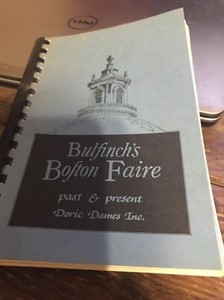 Bulfinch's
Boſton Faire
past & present
Doric Dames Inc.